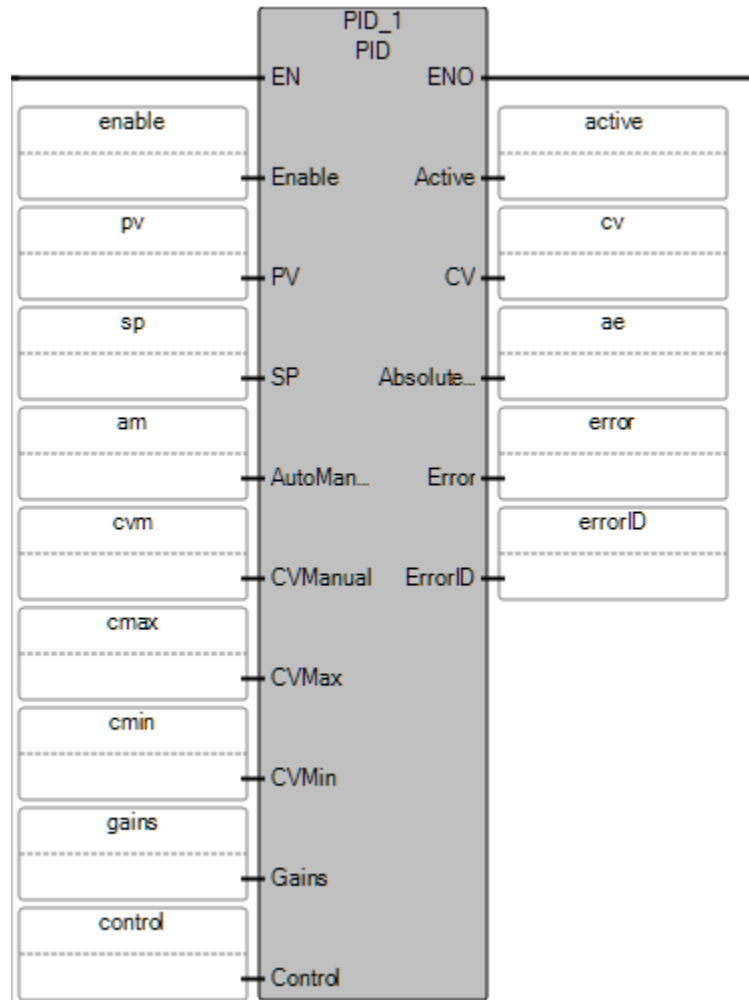 PID_1
PID
EN ENO
enable active
Enable Active
pv cv
PV CV
sp ae
SP Absolute...
am error
AutoMan... Error
cvm errorID
CVManual ErrorID
cmax
CVMax
cmin
CVMin
gains
Gains
control
Control